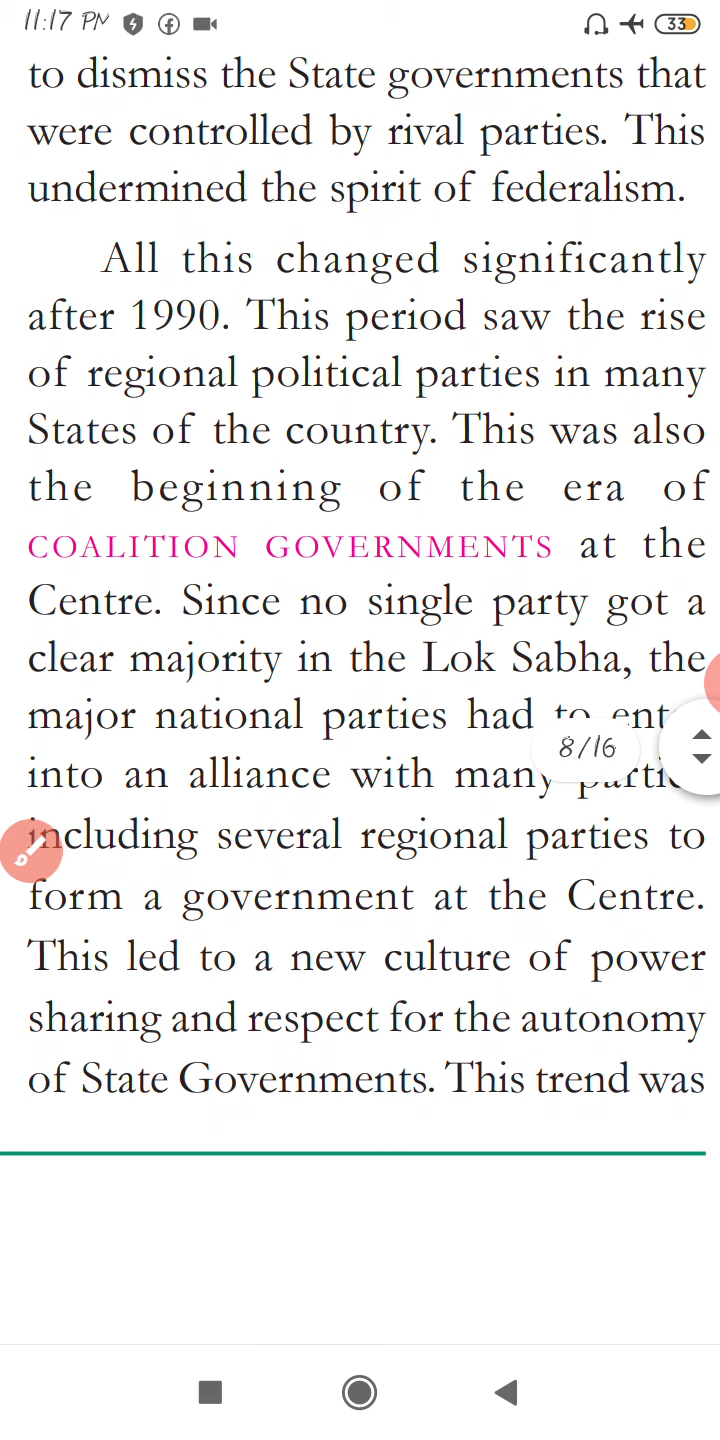 11:17 PM
33
to dismiss the State governments that
were controlled by rival parties. This
undermined the spirit of federalism.
All this changed significantly
after 1990. This period saw the rise
of regional political parties in many
States of the country. This was also
the beginning of the era of
COALITION GOVERNMENTS at the
Centre. Since no single party got a
clear majority in the Lok Sabha, the
major national parties had to
8/16
into an alliance with many
including several regional parties to
form a government at the Centre.
This led to a new culture of power
sharing and respect for the autonomy
of State Governments. This trend was